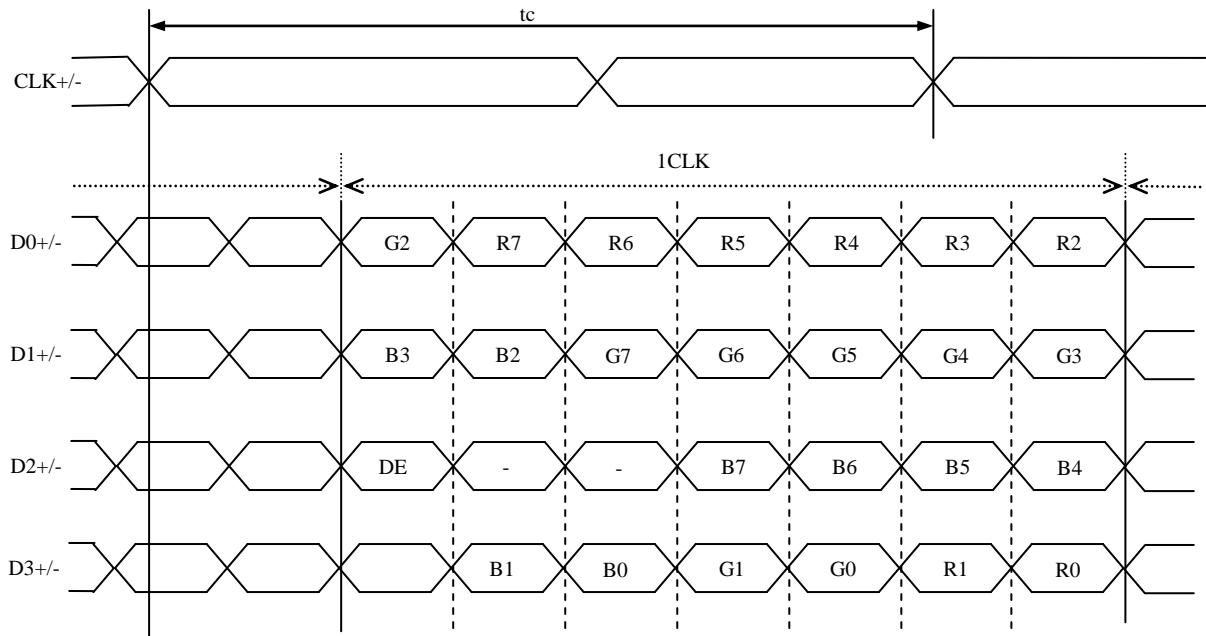 tc
CLK+/-
1CLK
D0+/- G2 R7 R6 R5 R4 R3 R2
D1+/- B3 B2 G7 G6 G5 G4 G3
D2+/- DE - - B7 B6 B5 B4
D3+/- B1 B0 G1 G0 R1 R0